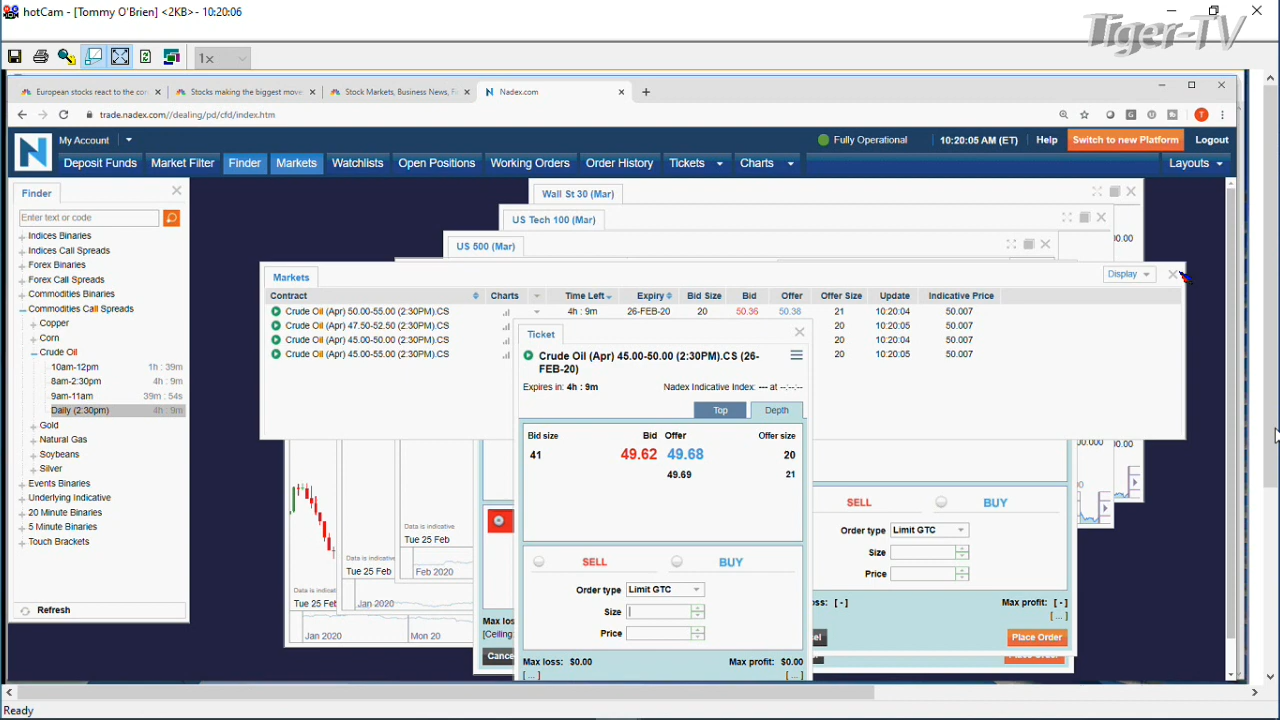 hotCam - [Tommy O'Brien] <2KB>- 10:20:06
Tiger-TV
1x
European stocks react to the cor
Stocks making the biggest move
Stock Markets, Business News, F
Nadex.com
trade.nadex.com//dealing/pd/cfd/index.htm
N
My Account
Fully Operational
10:20:05 AM (ET)
Help
Switch to new Platform
Logout
Deposit Funds
Market Filter
Finder
Markets
Watchlists
Open Positions
Working Orders
Order History
Tickets
Charts
Layouts
Finder
Enter text or code
Indices Binaries
Indices Call Spreads
Forex Binaries
Forex Call Spreads
Commodities Binaries
Commodities Call Spreads
Copper
Corn
Crude Oil
10am-12pm 1h : 39m
8am-2:30pm 4h : 9m
9am-11am 39m : 54s
Daily (2:30pm) 4h : 9m
Gold
Natural Gas
Soybeans
Silver
Events Binaries
Underlying Indicative
20 Minute Binaries
5 Minute Binaries
Touch Brackets
Refresh
Wall St 30 (Mar)
US Tech 100 (Mar)
US 500 (Mar)
00.00
Markets
Display
Contract Charts Time Left Expiry Bid Size Bid Offer Offer Size Update Indicative Price
Crude Oil (Apr) 50.00-55.00 (2:30PM).CS 4h : 9m 26-FEB-20 20 50.36 50.38 21 10:20:04 50.007
Crude Oil (Apr) 47.50-52.50 (2:30PM).CS 20 10:20:05 50.007
Crude Oil (Apr) 45.00-50.00 (2:30PM).CS 20 10:20:04 50.007
Crude Oil (Apr) 45.00-55.00 (2:30PM).CS 20 10:20:05 50.007
Ticket
Crude Oil (Apr) 45.00-50.00 (2:30PM).CS (26-
FEB-20)
Expires in: 4h : 9m Nadex Indicative Index: --- at --:--:--
Top Depth
Bid size Bid Offer Offer size
41 49.62 49.68 20
49.69 21
SELL BUY
Order type Limit GTC
Size
Price
Max loss: $0.00 Max profit: $0.00
[ ... ] [ ... ]
SELL BUY
Order type Limit GTC
Size
Price
ss: [ - ] Max profit: [ - ]
[ ... ]
Place Order
Max los
[Ceiling:
Cance
Data is indicative
Tue 25 Feb
Feb 2020
Data is indicative
Tue 25 Feb
Jan 2020
Data is indicati
Tue 25 Feb
Jan 2020
Mon 20
Ready